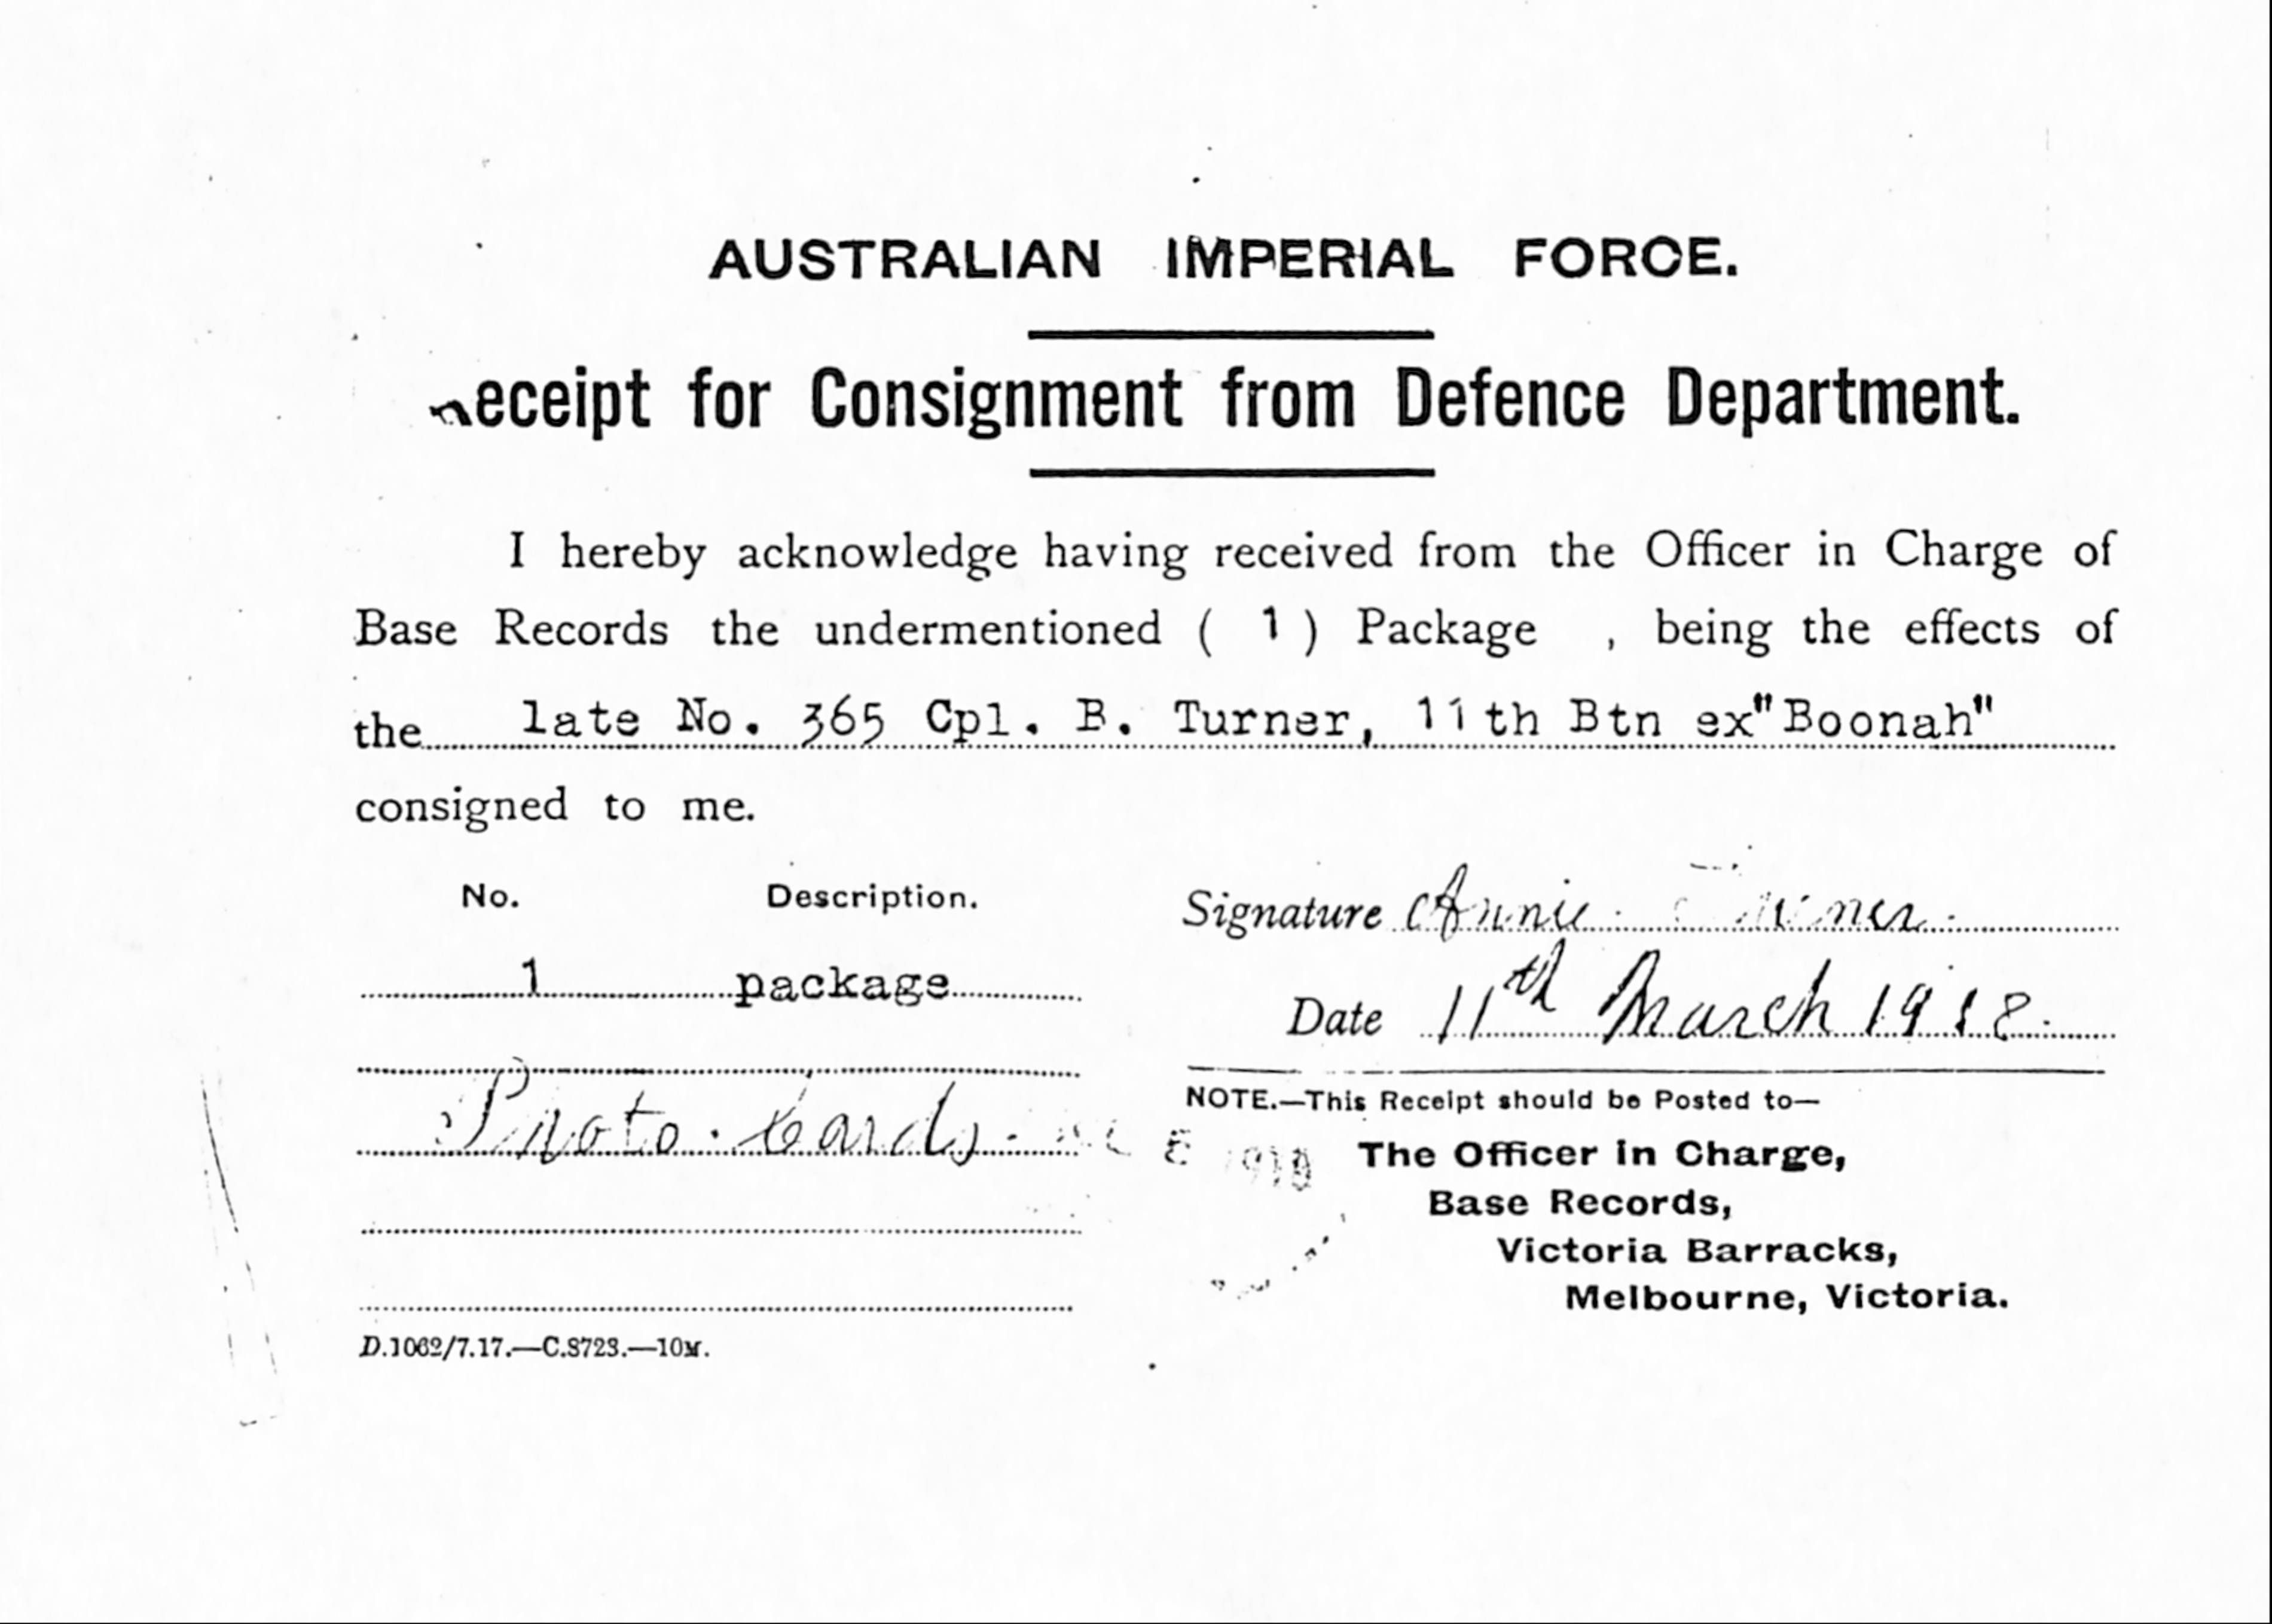 AUSTRALIAN IMPERIAL FORCE.
eceipt for Consignment from Defence Department.
I hereby acknowledge having received from the Officer in Charge of
Base Records the undermentioned ( 1 ) Package , being the effects of
the late No. 365 Cpl. B. Turner, 11th Btn ex"Boonah"
consigned to me.
No. Description.
1 package
Photo. Cards.
D.1062/7.17.—C.8723.—10M.
Signature Annie Turner.
Date 11th March 1918.
NOTE.—This Receipt should be Posted to—
The Officer in Charge,
Base Records,
Victoria Barracks,
Melbourne, Victoria.